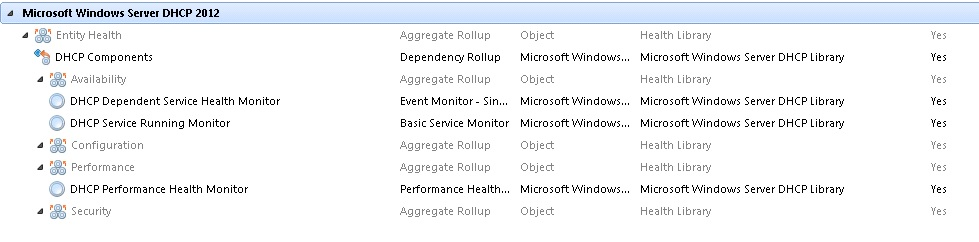 Microsoft Windows Server DHCP 2012
Entity Health Aggregate Rollup Object Health Library Yes
DHCP Components Dependency Rollup Microsoft Windows... Microsoft Windows Server DHCP Library Yes
Availability Aggregate Rollup Object Health Library Yes
DHCP Dependent Service Health Monitor Event Monitor - Sin... Microsoft Windows... Microsoft Windows Server DHCP Library Yes
DHCP Service Running Monitor Basic Service Monitor Microsoft Windows... Microsoft Windows Server DHCP Library Yes
Configuration Aggregate Rollup Object Health Library Yes
Performance Aggregate Rollup Object Health Library Yes
DHCP Performance Health Monitor Performance Health... Microsoft Windows... Microsoft Windows Server DHCP Library Yes
Security Aggregate Rollup Object Health Library Yes